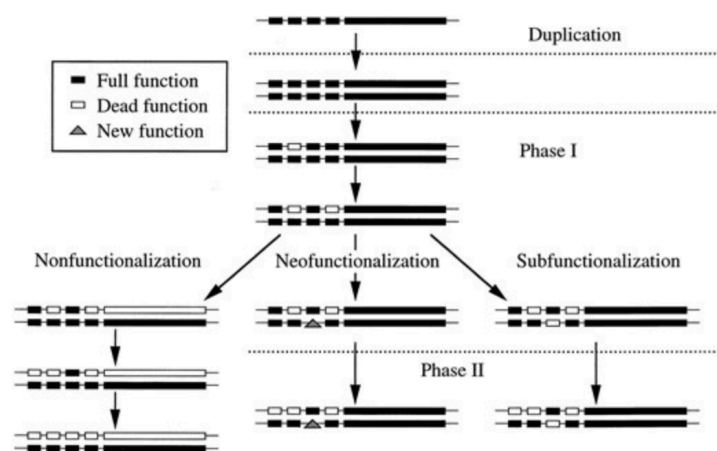 Duplication
Full function
Dead function
New function
Phase I
Nonfunctionalization
Neofunctionalization
Subfunctionalization
Phase II